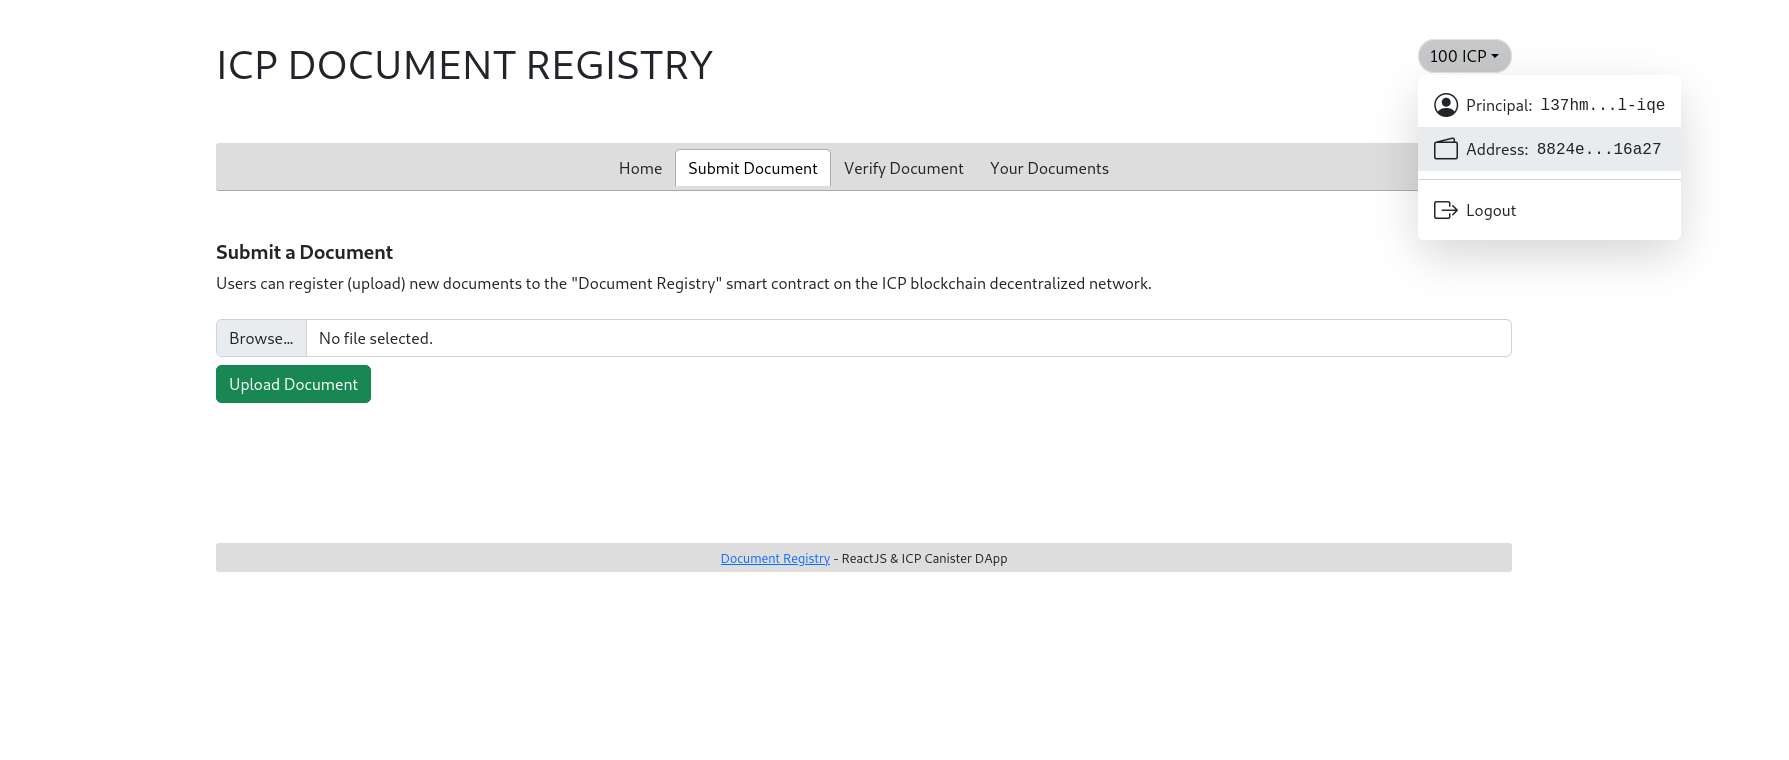 ICP DOCUMENT REGISTRY
100 ICP
Principal: l37hm...l-iqe
Address: 8824e...16a27
Logout
Home Submit Document Verify Document Your Documents
Submit a Document
Users can register (upload) new documents to the "Document Registry" smart contract on the ICP blockchain decentralized network.
Browse... No file selected.
Upload Document
Document Registry - ReactJS & ICP Canister DApp